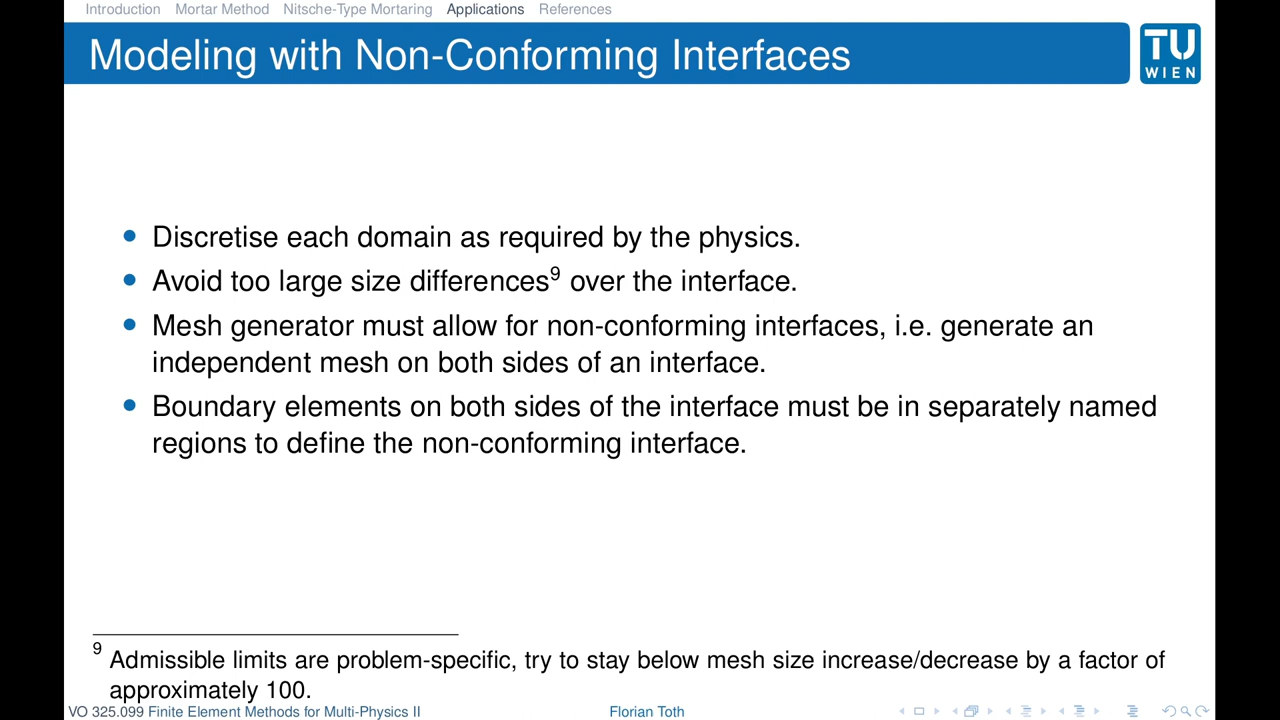 Introduction Mortar Method Nitsche-Type Mortaring Applications References
Modeling with Non-Conforming Interfaces
TU
WIEN
• Discretise each domain as required by the physics.
• Avoid too large size differences⁹ over the interface.
• Mesh generator must allow for non-conforming interfaces, i.e. generate an
independent mesh on both sides of an interface.
• Boundary elements on both sides of the interface must be in separately named
regions to define the non-conforming interface.
⁹ Admissible limits are problem-specific, try to stay below mesh size increase/decrease by a factor of
approximately 100.
VO 325.099 Finite Element Methods for Multi-Physics II Florian Toth